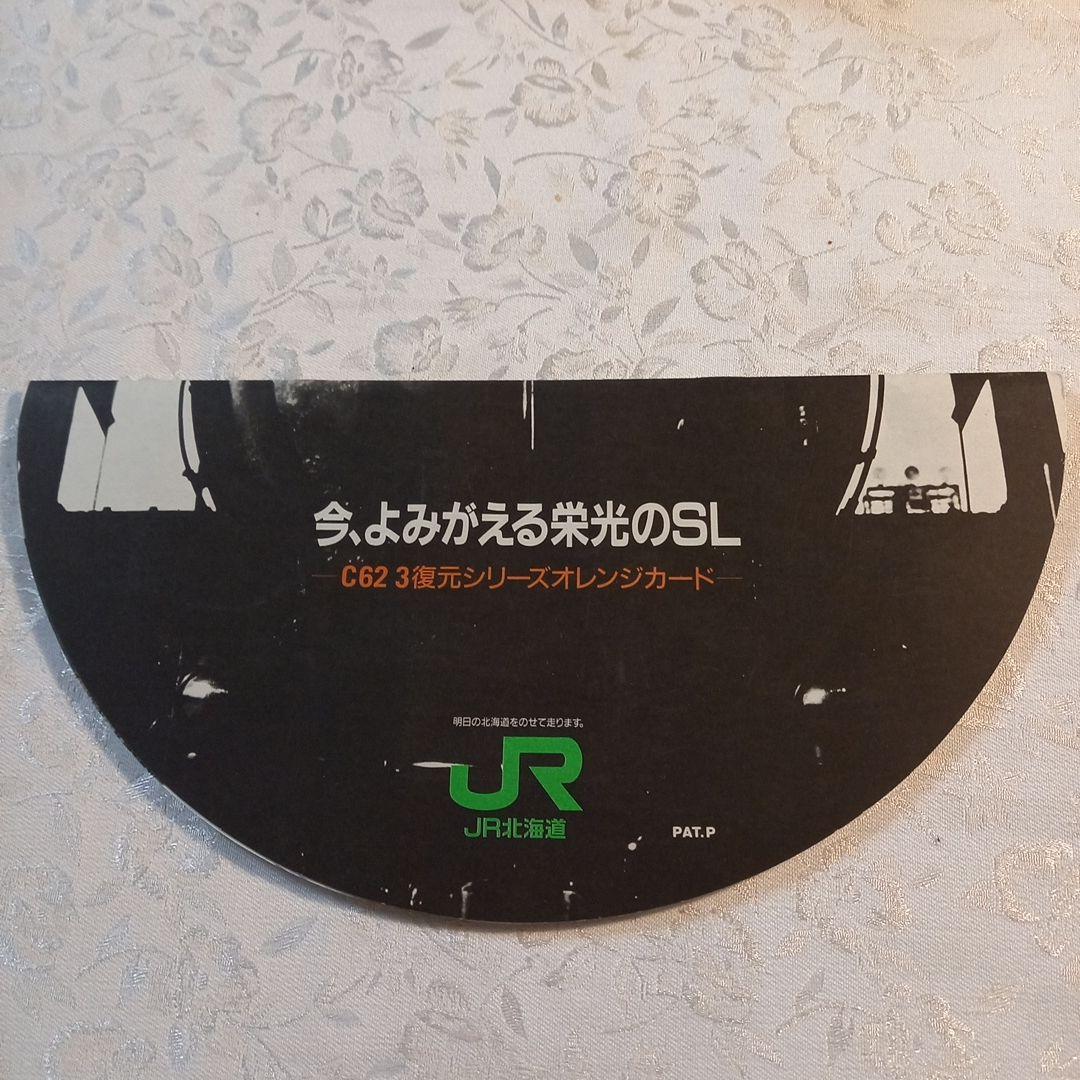 今、よみがえる栄光のSL
C62 3復元シリーズオレンジカード
明日の北海道をのせて走ります。
JR
JR北海道
PAT.P